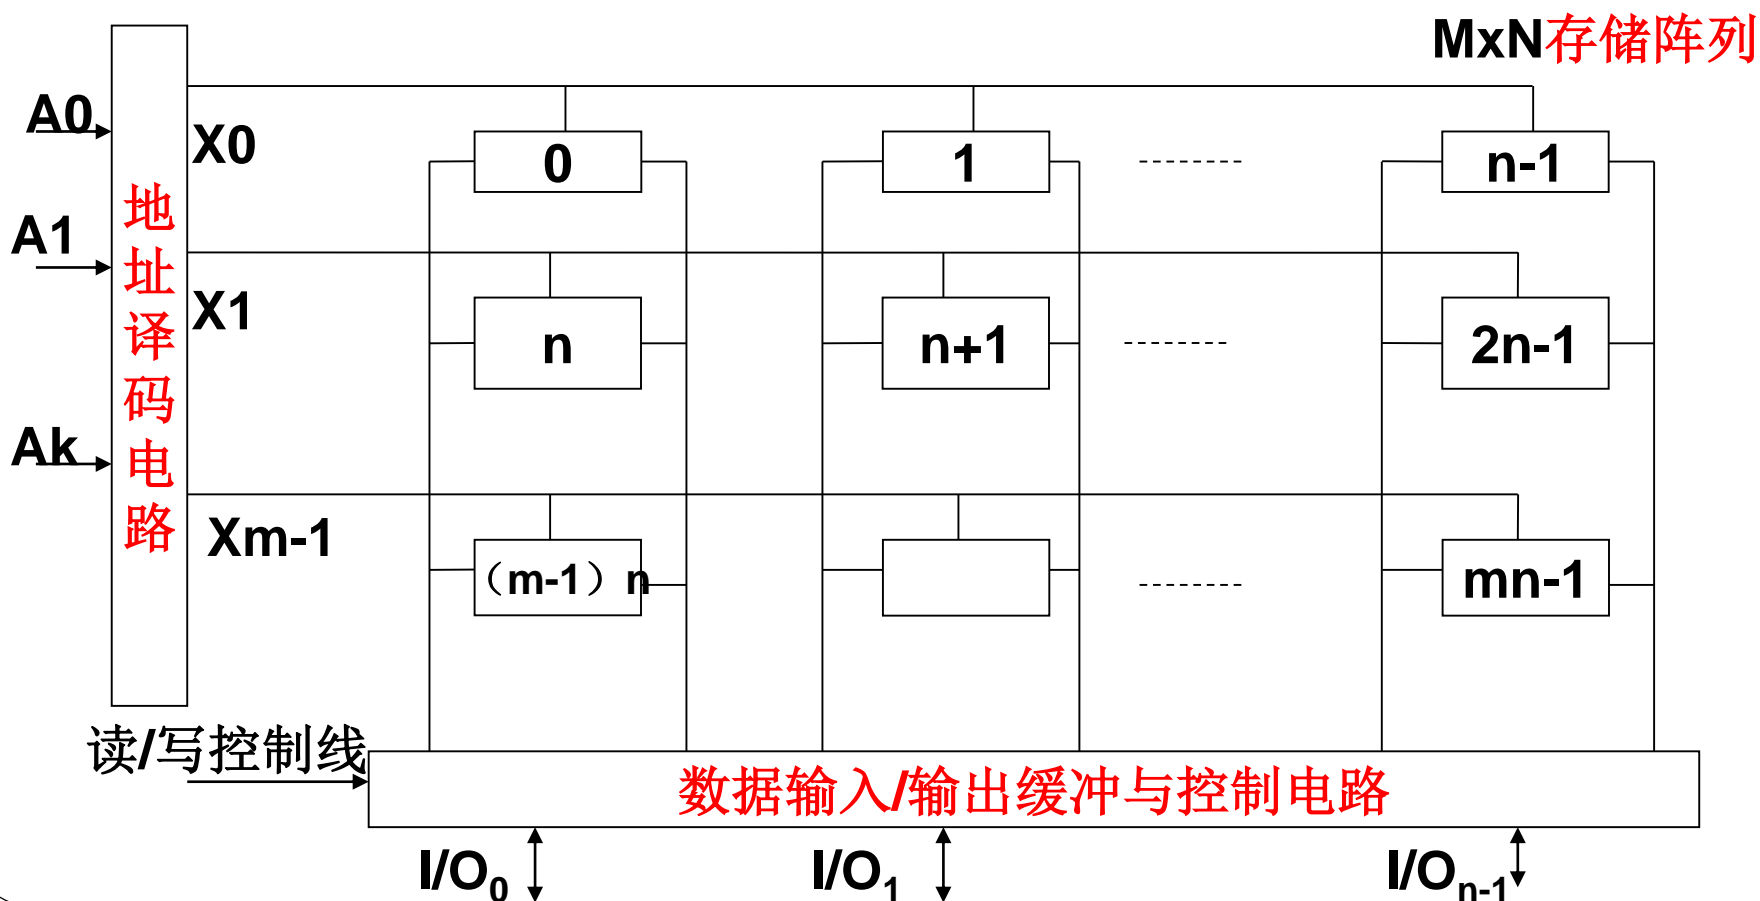 MxN存储阵列
A0
X0
0
1
n-1
A1
X1
n
n+1
2n-1
地址译码电路
Ak
Xm-1
（m-1）n
mn-1
读/写控制线
数据输入/输出缓冲与控制电路
I/O0
I/O1
I/On-1